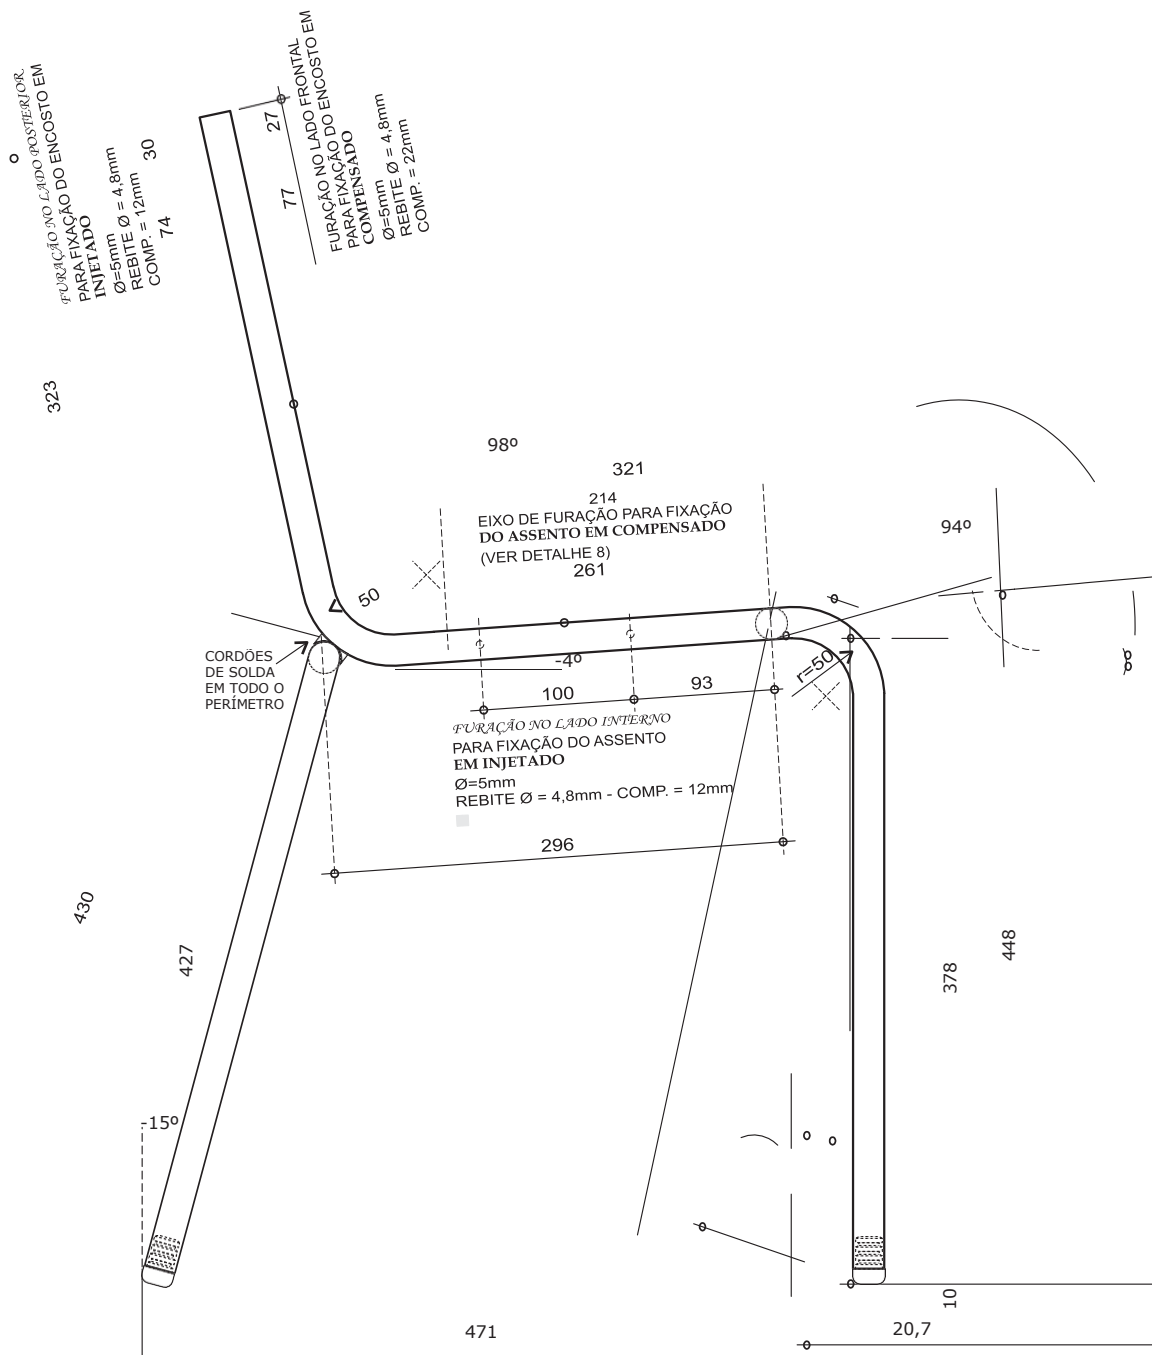 FURAÇÃO NO LADO POSTERIOR
PARA FIXAÇÃO DO ENCOSTO EM
INJETADO
Ø=5mm
REBITE Ø = 4,8mm
COMP. = 12mm
30
74
27
77
FURAÇÃO NO LADO FRONTAL
PARA FIXAÇÃO DO ENCOSTO EM
COMPENSADO
Ø=5mm
REBITE Ø = 4,8mm
COMP. = 22mm
323
98º
321
214
EIXO DE FURAÇÃO PARA FIXAÇÃO
DO ASSENTO EM COMPENSADO
(VER DETALHE 8)
261
94º
50
CORDÕES
DE SOLDA
EM TODO O
PERÍMETRO
-4º
r=50
100
93
FURAÇÃO NO LADO INTERNO
PARA FIXAÇÃO DO ASSENTO
EM INJETADO
Ø=5mm
REBITE Ø = 4,8mm - COMP. = 12mm
296
430
427
378
448
-15º
10
471
20,7